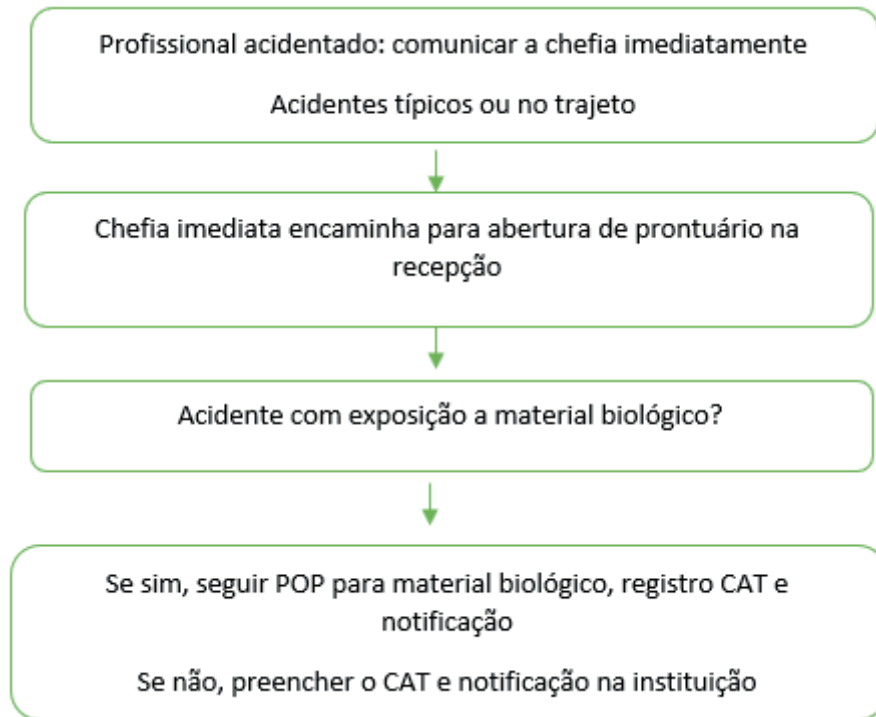 Profissional acidentado: comunicar a chefia imediatamente
Acidentes típicos ou no trajeto
Chefia imediata encaminha para abertura de prontuário na
recepção
Acidente com exposição a material biológico?
Se sim, seguir POP para material biológico, registro CAT e
notificação
Se não, preencher o CAT e notificação na instituição